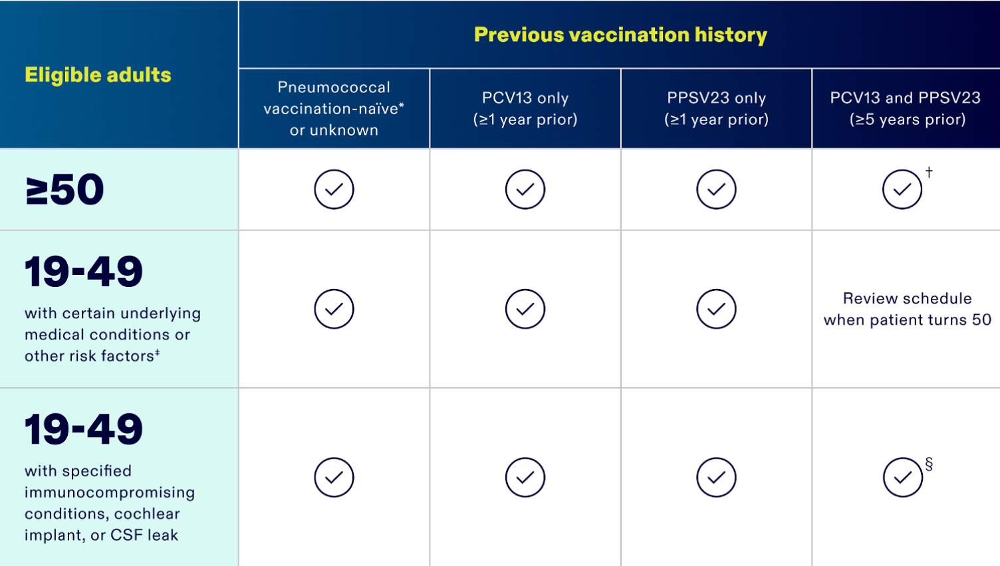 Eligible adults
Previous vaccination history
Pneumococcal
vaccination-naïve*
or unknown
PCV13 only
(≥1 year prior)
PPSV23 only
(≥1 year prior)
PCV13 and PPSV23
(≥5 years prior)
≥50
†
19-49
with certain underlying
medical conditions or
other risk factors‡
Review schedule
when patient turns 50
19-49
with specified
immunocompromising
conditions, cochlear
implant, or CSF leak
§